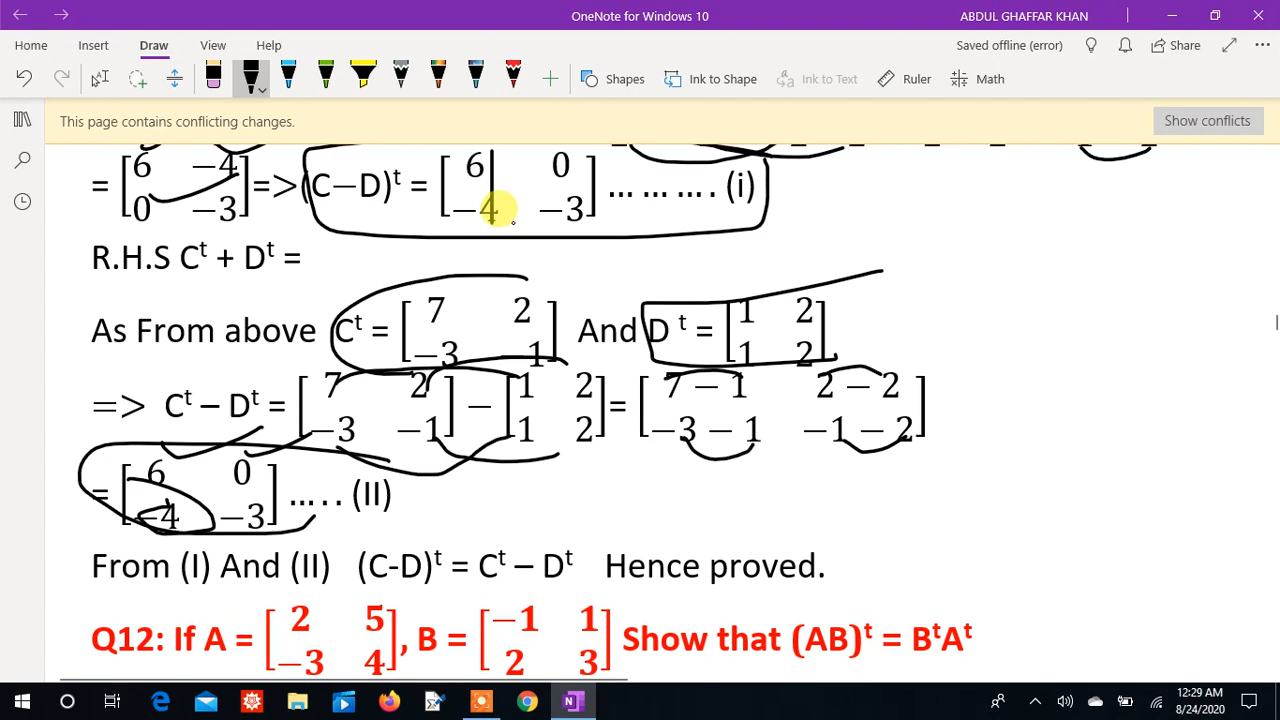 OneNote for Windows 10
ABDUL GHAFFAR KHAN
Home Insert Draw View Help
Saved offline (error)
Share
Shapes
Ink to Shape
Ink to Text
Ruler
Math
This page contains conflicting changes.
Show conflicts
= [6 −4; 0 −3] =>(C−D)ᵗ = [6 0; −4 −3] … … … . (i)
R.H.S Cᵗ + Dᵗ =
As From above Cᵗ = [7 2; −3 1] And D ᵗ = [1 2; 1 2]
=> Cᵗ − Dᵗ = [7 2; −3 −1] − [1 2; 1 2] = [7 − 1 2 − 2; −3 − 1 −1 − 2]
= [6 0; −4 −3] … . . (II)
From (I) And (II) (C-D)ᵗ = Cᵗ − Dᵗ Hence proved.
Q12: If A = [2 5; −3 4], B = [−1 1; 2 3] Show that (AB)ᵗ = BᵗAᵗ
12:29 AM
8/24/2020